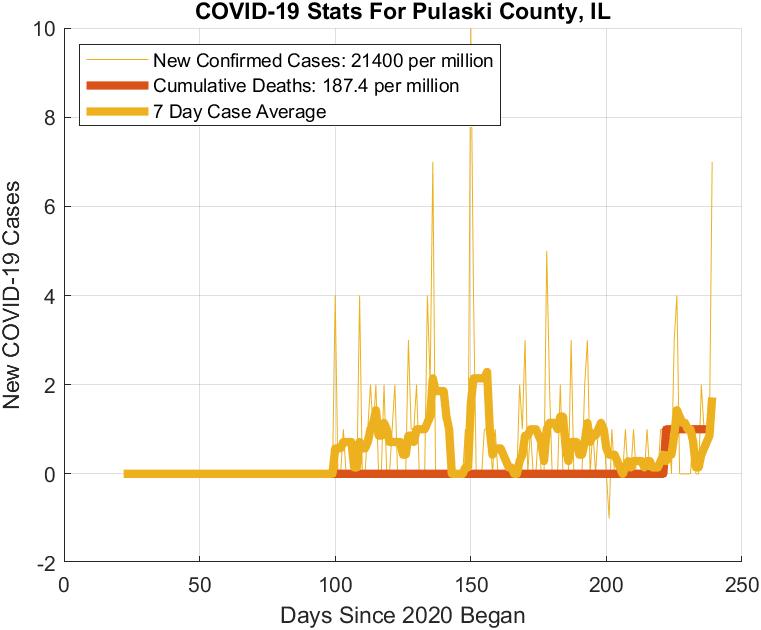 COVID-19 Stats For Pulaski County, IL
New Confirmed Cases: 21400 per million
Cumulative Deaths: 187.4 per million
7 Day Case Average
New COVID-19 Cases
10
8
6
4
2
0
-2
0 50 100 150 200 250
Days Since 2020 Began